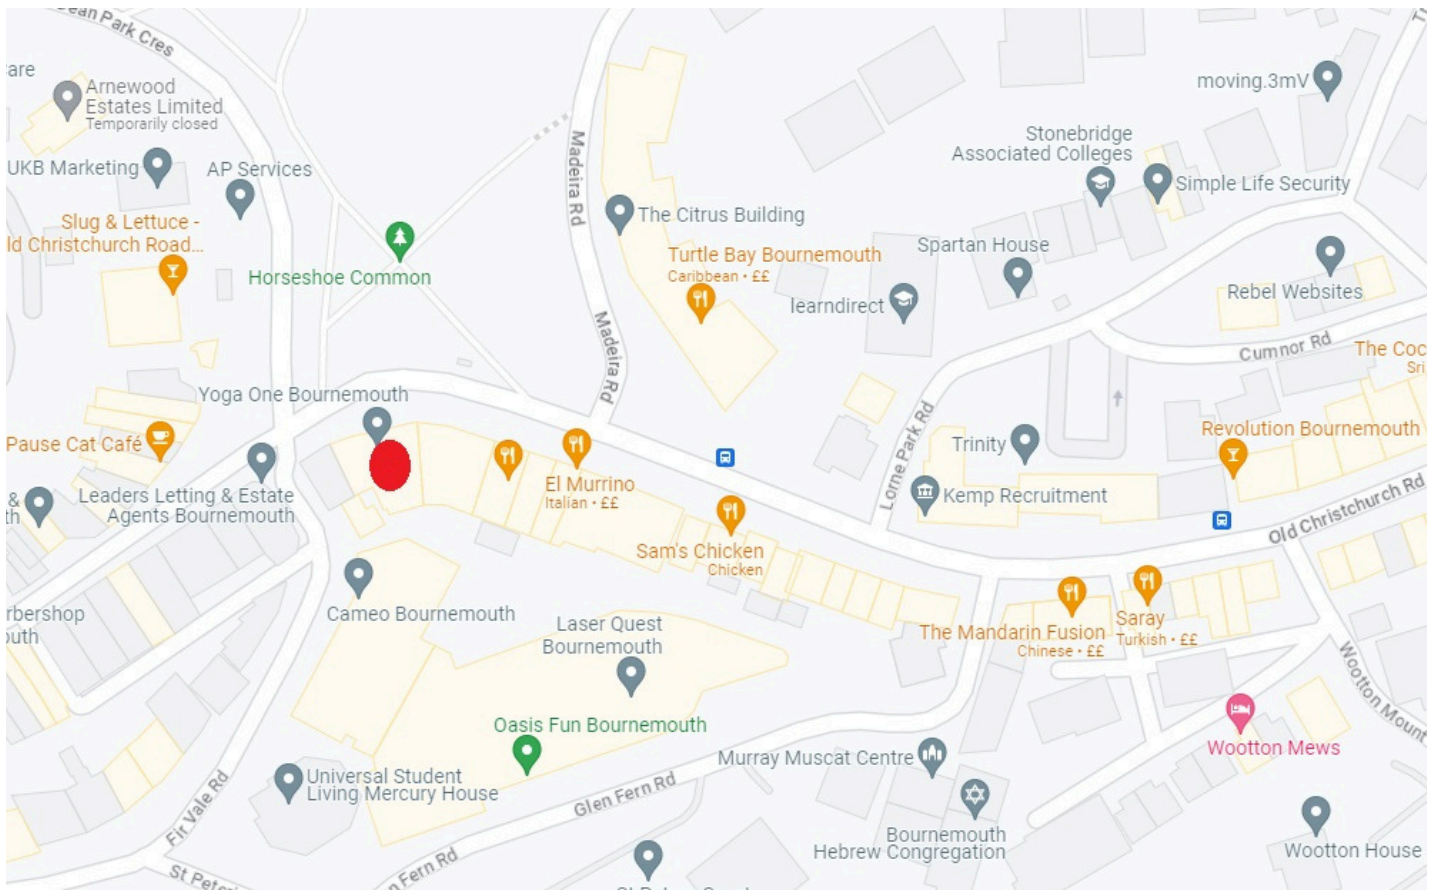 ean Park Cres
are
Arnewood
Estates Limited
Temporarily closed
UKB Marketing
AP Services
Slug & Lettuce -
ld Christchurch Road...
Horseshoe Common
Madeira Rd
Madeira Rd
The Citrus Building
Turtle Bay Bournemouth
Caribbean • ££
learndirect
Spartan House
Stonebridge
Associated Colleges
Simple Life Security
moving.3mV
Rebel Websites
Cumnor Rd
The Coc
Sri
Yoga One Bournemouth
Pause Cat Café
Leaders Letting & Estate
Agents Bournemouth
&
th
El Murrino
Italian • ££
Sam's Chicken
Chicken
Lorne Park Rd
Trinity
Kemp Recruitment
Revolution Bournemouth
Old Christchurch Rd
Cameo Bournemouth
rbershop
outh
Laser Quest
Bournemouth
The Mandarin Fusion
Chinese • ££
Saray
Turkish • ££
Wootton Mount
Wootton Mews
Oasis Fun Bournemouth
Murray Muscat Centre
Universal Student
Living Mercury House
Glen Fern Rd
Fir Vale Rd
Bournemouth
Hebrew Congregation
Wootton House
St Peter
n Fern Rd